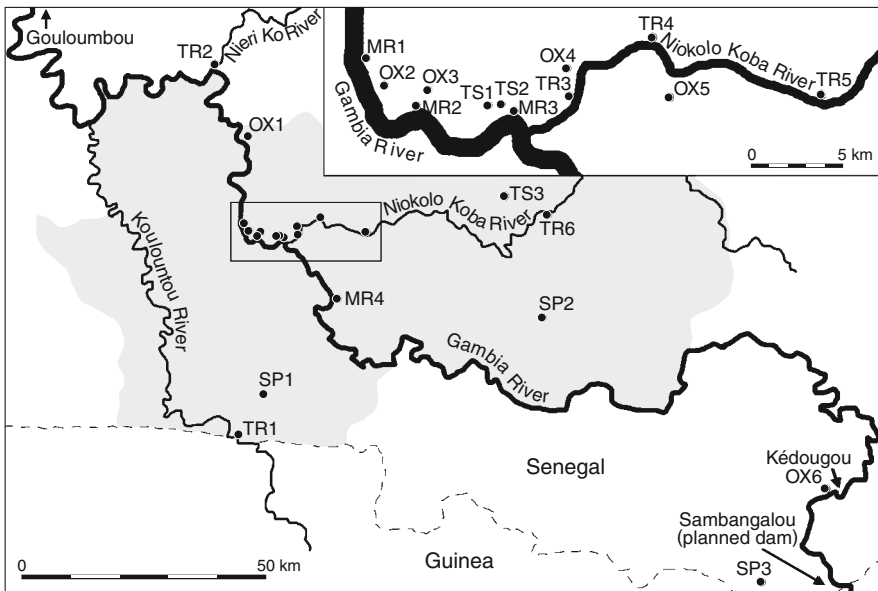 Gouloumbou
TR2
Nieri Ko River
OX1
MR1
OX2
OX3
MR2
TS1
TS2
MR3
OX4
TR3
TR4
Niokolo Koba River
OX5
TR5
Gambia River
0 5 km
TS3
Niokolo Koba River
TR6
Koulountou River
MR4
SP2
Gambia River
SP1
TR1
Senegal
Kédougou
OX6
Sambangalou
(planned dam)
Guinea
SP3
0 50 km